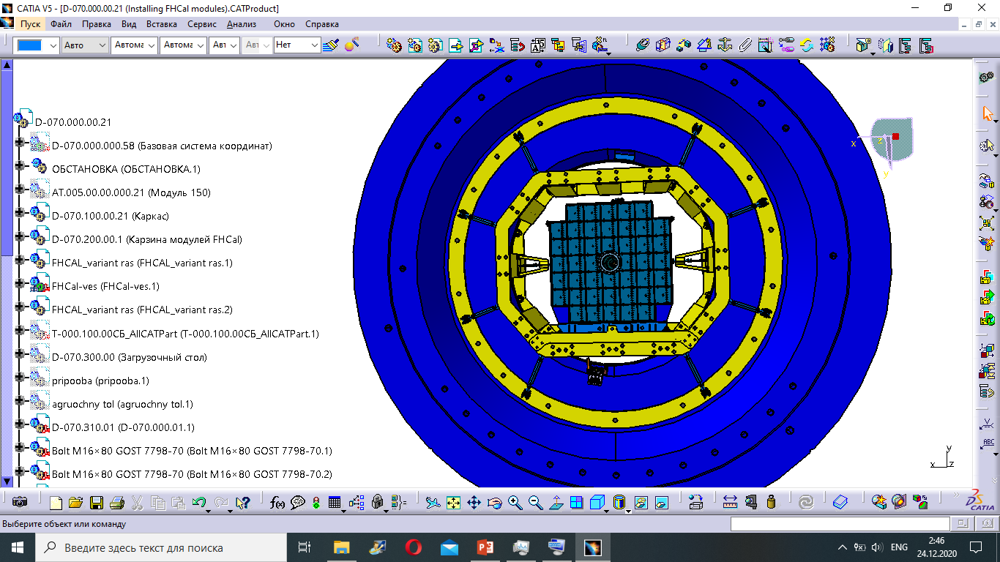 CATIA V5 - [D-070.000.00.21 (Installing FHCal modules).CATProduct]
Пуск Файл Правка Вид Вставка Сервис Анализ Окно Справка
Авто Автома Автома Авт Авт Нет
D-070.000.00.21
D-070.000.000.58 (Базовая система координат)
ОБСТАНОВКА (ОБСТАНОВКА.1)
АТ.005.00.00.000.21 (Модуль 150)
D-070.100.00.21 (Каркас)
D-070.200.00.1 (Карзина модулей FHCal)
FHCAL_variant ras (FHCAL_variant ras.1)
FHCal-ves (FHCal-ves.1)
FHCAL_variant ras (FHCAL_variant ras.2)
T-000.100.00СБ_AllCATPart (T-000.100.00СБ_AllCATPart.1)
D-070.300.00 (Загрузочный стол)
pripooba (pripooba.1)
agruochny tol (agruochny tol.1)
D-070.310.01 (D-070.000.01.1)
Bolt M16×80 GOST 7798-70 (Bolt M16×80 GOST 7798-70.1)
Bolt M16×80 GOST 7798-70 (Bolt M16×80 GOST 7798-70.2)
x
y
y
x z
ABC
f(x)
CATIA
Выберите объект или команду
Введите здесь текст для поиска
ENG
2:46
24.12.2020